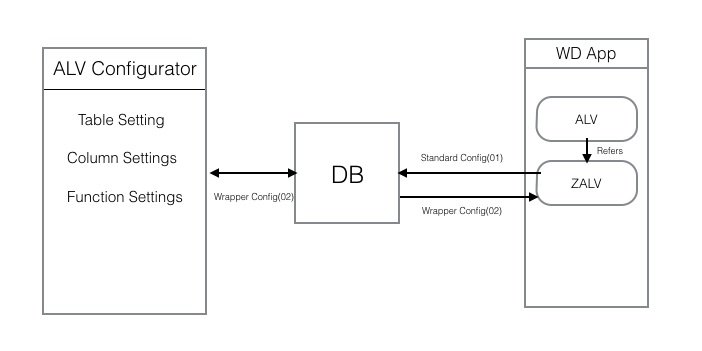 ALV Configurator
Table Setting
Column Settings
Function Settings
Wrapper Config(02)
DB
Standard Config(01)
Wrapper Config(02)
WD App
ALV
Refers
ZALV